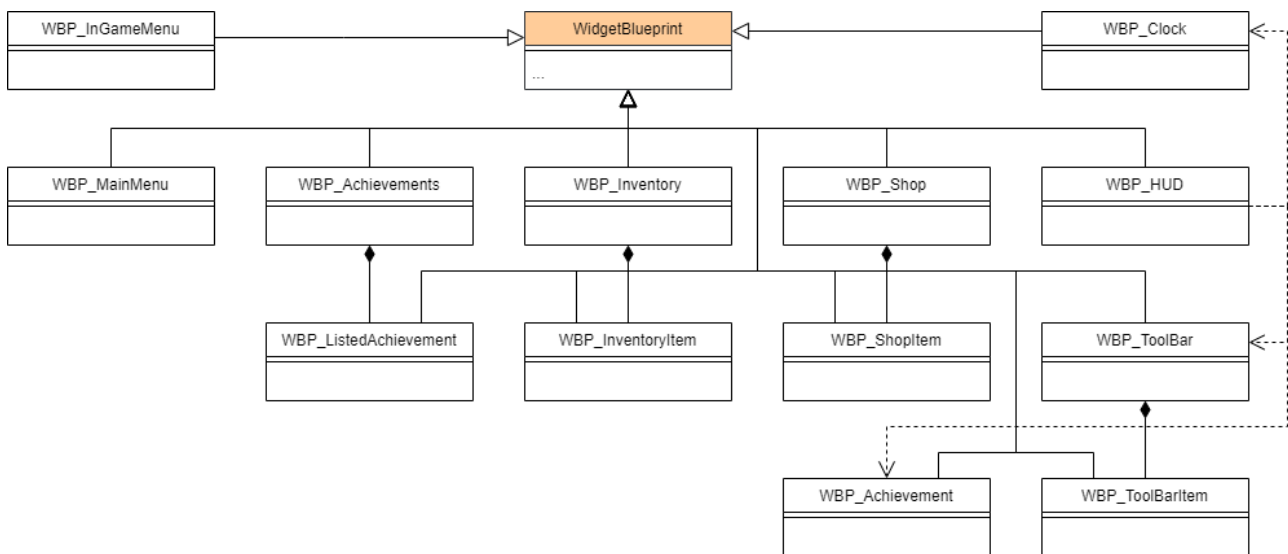 WBP_InGameMenu
WidgetBlueprint
WBP_Clock
...
WBP_MainMenu
WBP_Achievements
WBP_Inventory
WBP_Shop
WBP_HUD
WBP_ListedAchievement
WBP_InventoryItem
WBP_ShopItem
WBP_ToolBar
WBP_Achievement
WBP_ToolBarItem